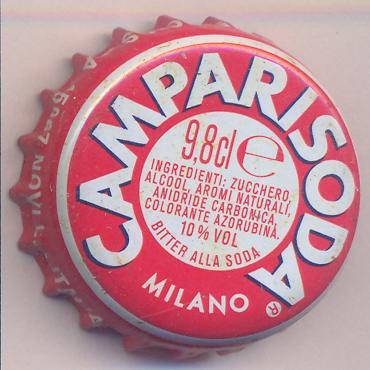 CAMPARISODA®
9,8cl e
INGREDIENTI: ZUCCHERO,
ALCOOL, AROMI NATURALI,
ANIDRIDE CARBONICA,
COLORANTE AZORUBINA.
10% VOL
BITTER ALLA SODA
MILANO